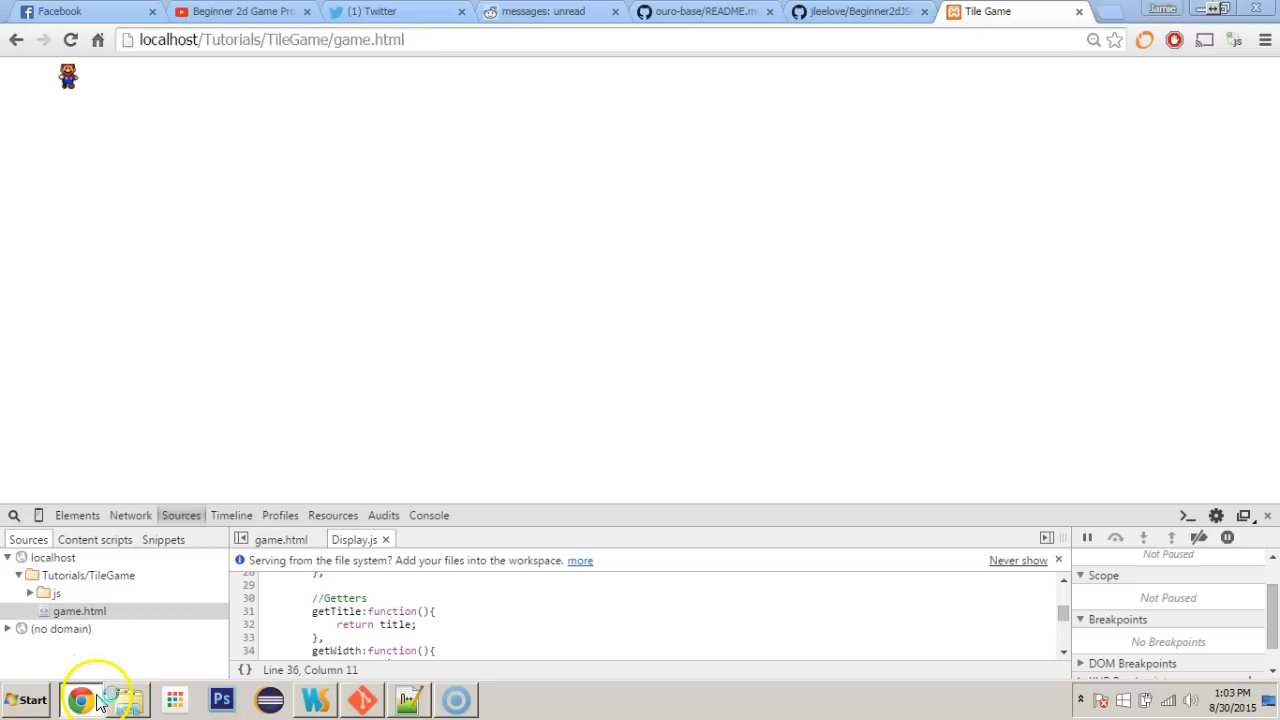 Facebook
Beginner 2d Game Pro
(1) Twitter
messages: unread
ouro-base/README.m
jleelove/Beginner2dJS
Tile Game
Jamie
localhost/Tutorials/TileGame/game.html
js
Elements Network Sources Timeline Profiles Resources Audits Console
Sources Content scripts Snippets
game.html Display.js
localhost
Tutorials/TileGame
js
game.html
(no domain)
Serving from the file system? Add your files into the workspace. more Never show
29
30 //Getters
31 getTitle:function(){
32 return title;
33 },
34 getWidth:function(){
{} Line 36, Column 11
Not Paused
Scope
Not Paused
Breakpoints
No Breakpoints
DOM Breakpoints
Start
Ps
1:03 PM
8/30/2015